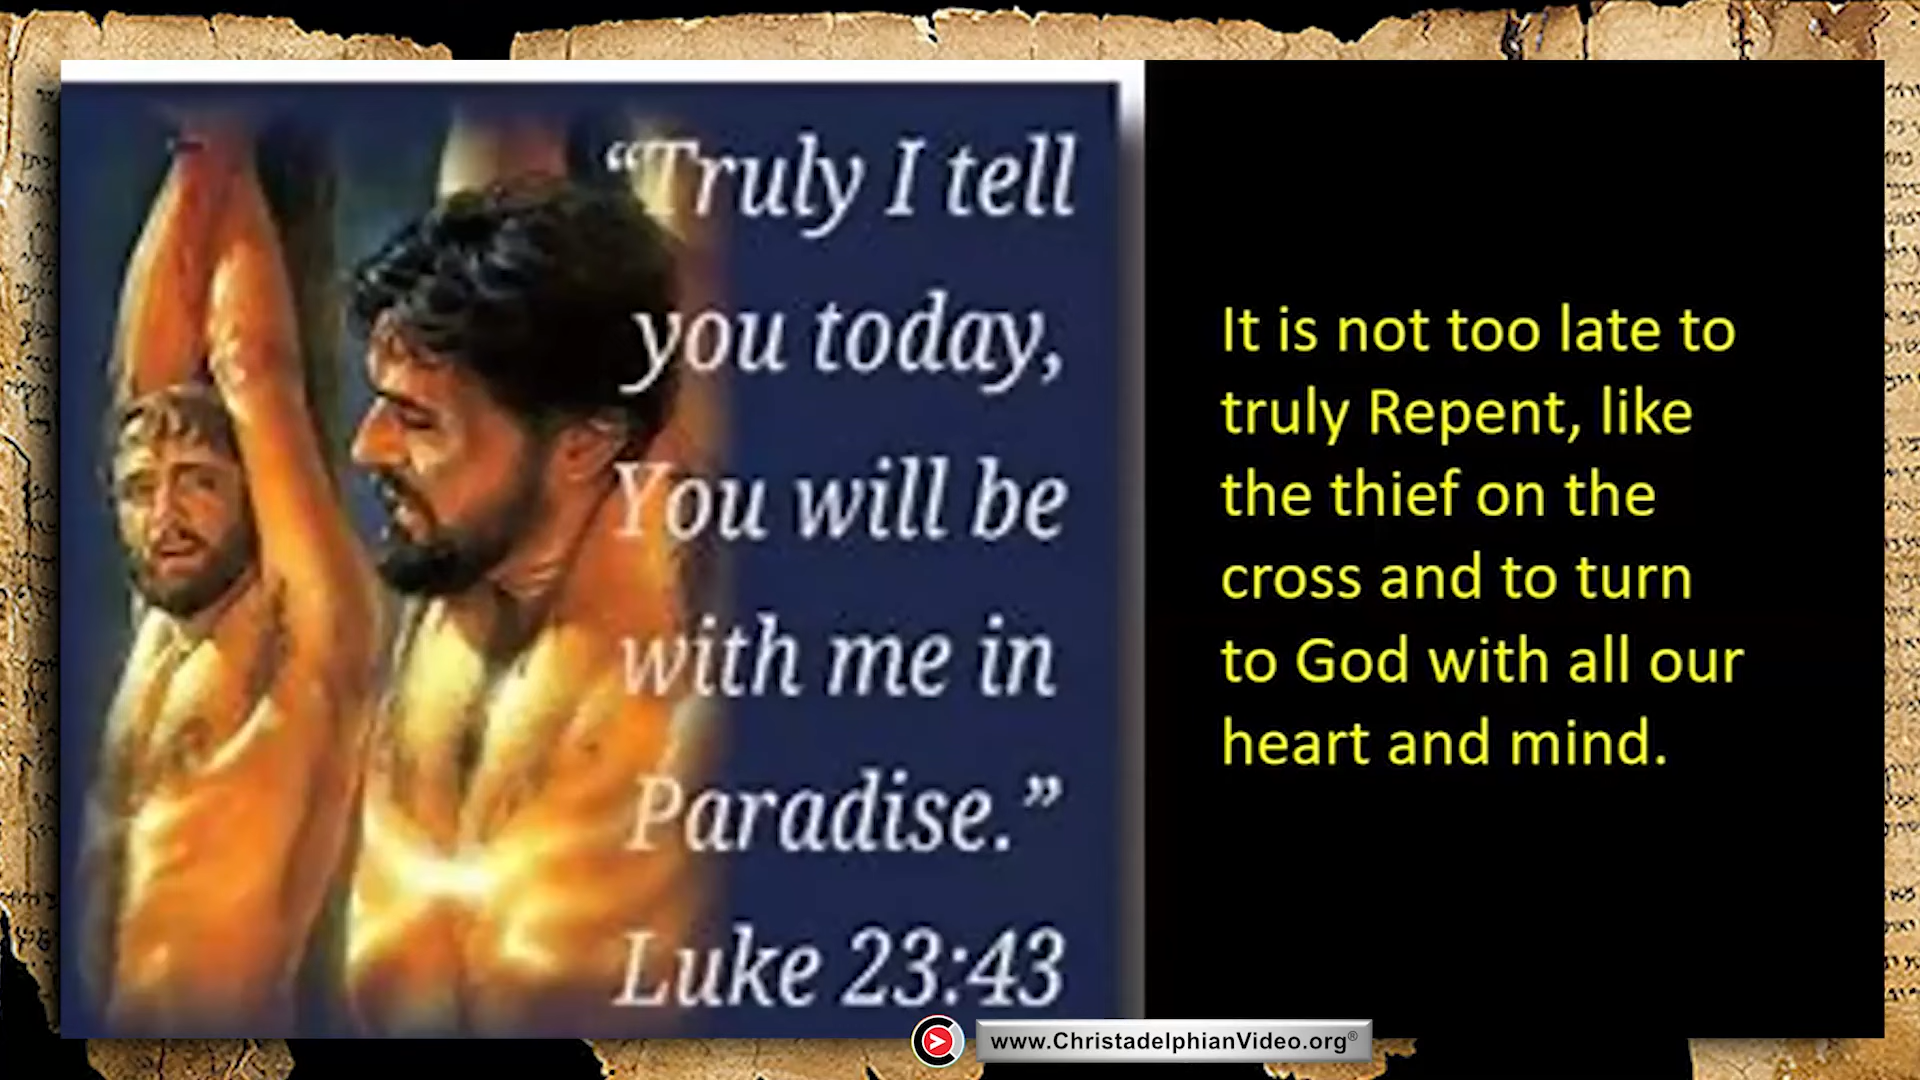 “Truly I tell
you today,
You will be
with me in
Paradise.”
Luke 23:43
It is not too late to
truly Repent, like
the thief on the
cross and to turn
to God with all our
heart and mind.
www.ChristadelphianVideo.org®